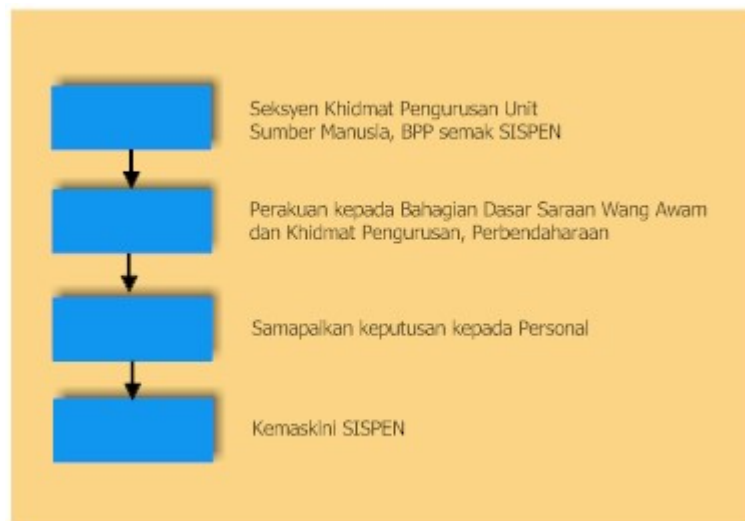 Seksyen Khidmat Pengurusan Unit
Sumber Manusia, BPP semak SISPEN
Perakuan kepada Bahagian Dasar Saraan Wang Awam
dan Khidmat Pengurusan, Perbendaharaan
Samapaikan keputusan kepada Personal
Kemaskini SISPEN